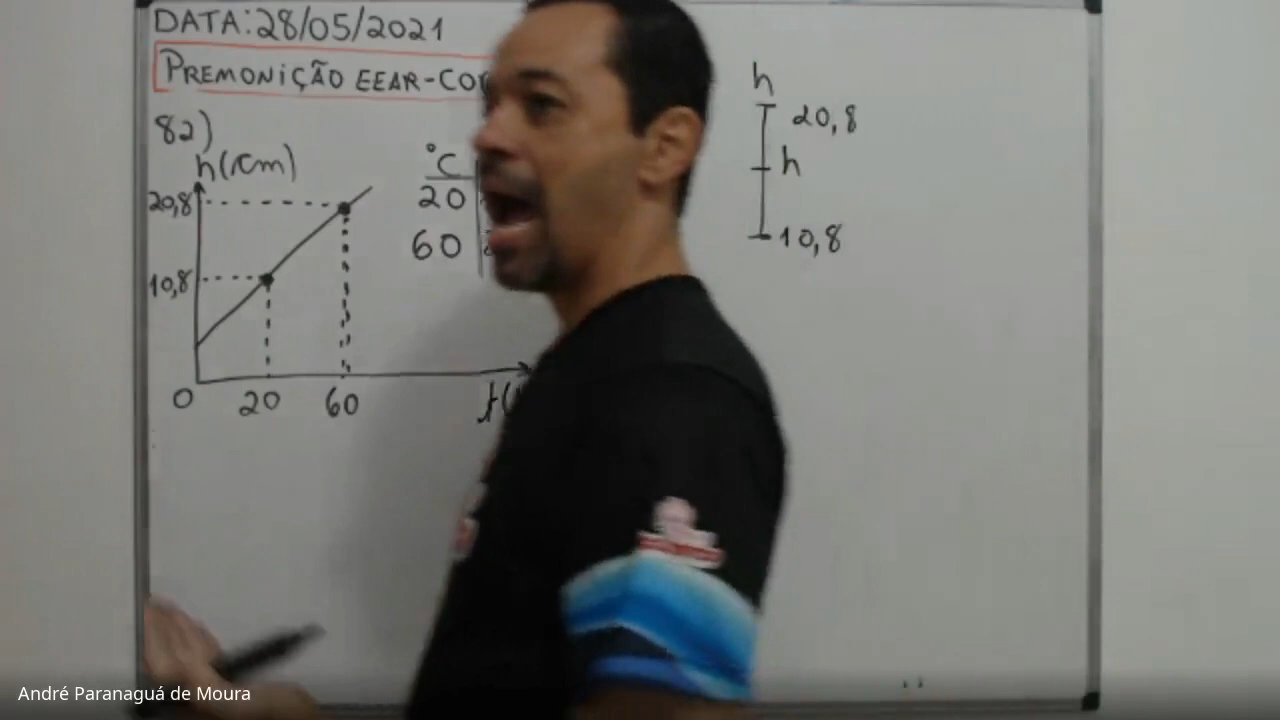 DATA:28/05/2021
PREMONIÇÃO EEAR-
82)
h(cm)
20,8
10,8
0 20 60
°C
20
60
h
20,8
h
10,8
André Paranaguá de Moura